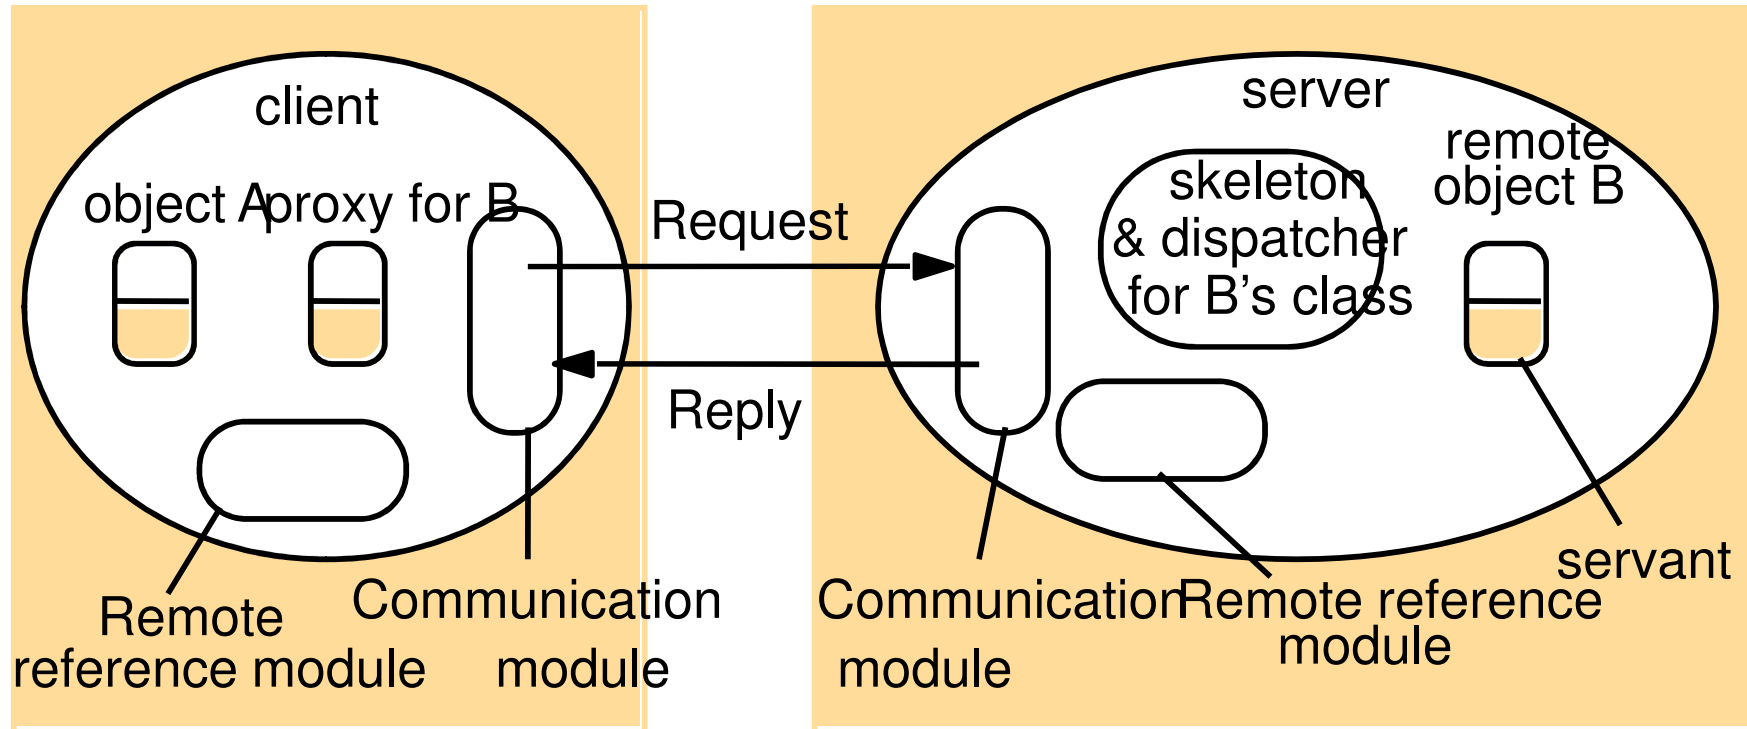 client
object A
proxy for B
Request
Reply
Remote
reference module
Communication
module
server
skeleton
& dispatcher
for B’s class
remote
object B
servant
Communication
module
Remote reference
module